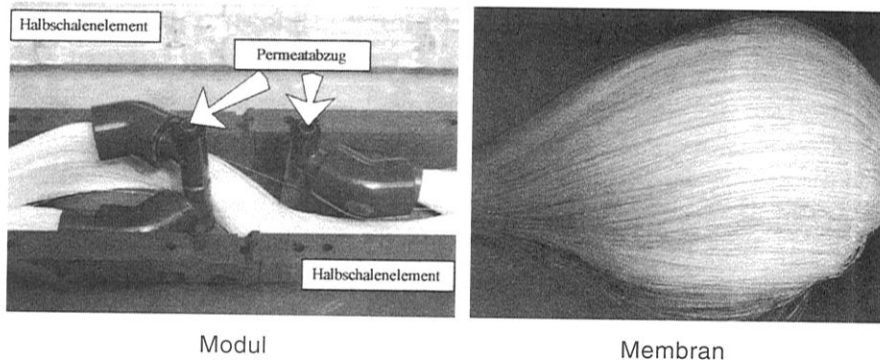 Halbschalenelement
Permeatabzug
Halbschalenelement
Modul
Membran